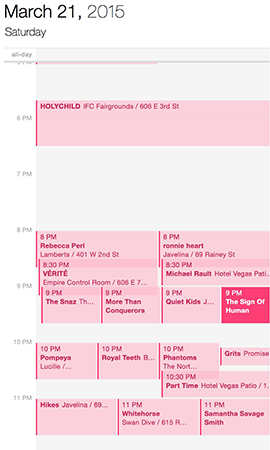 March 21, 2015
Saturday
all-day
HOLYCHILD IFC Fairgrounds / 606 E 3rd St
6 PM
7 PM
8 PM
8 PM
Rebecca Perl
Lamberts / 401 W 2nd St
8 PM
ronnie heart
Javelina / 69 Rainey St
8:30 PM
VÉRITÉ
Empire Control Room / 606 E 7...
8:30 PM
Michael Rault Hotel Vegas Pati...
9 PM
9 PM
The Snaz Th...
9 PM
More Than
Conquerors
9 PM
Quiet Kids J...
9 PM
The Sign Of
Human
10 PM
10 PM
Pompeya
Lucille /...
10 PM
Royal Teeth B...
10 PM
Phantoms
The Nort...
Grits Promise
10:30 PM
Part Time Hotel Vegas Patio / 1...
11 PM
Hikes Javelina / 69...
11 PM
Whitehorse
Swan Dive / 615 R...
11 PM
Samantha Savage
Smith